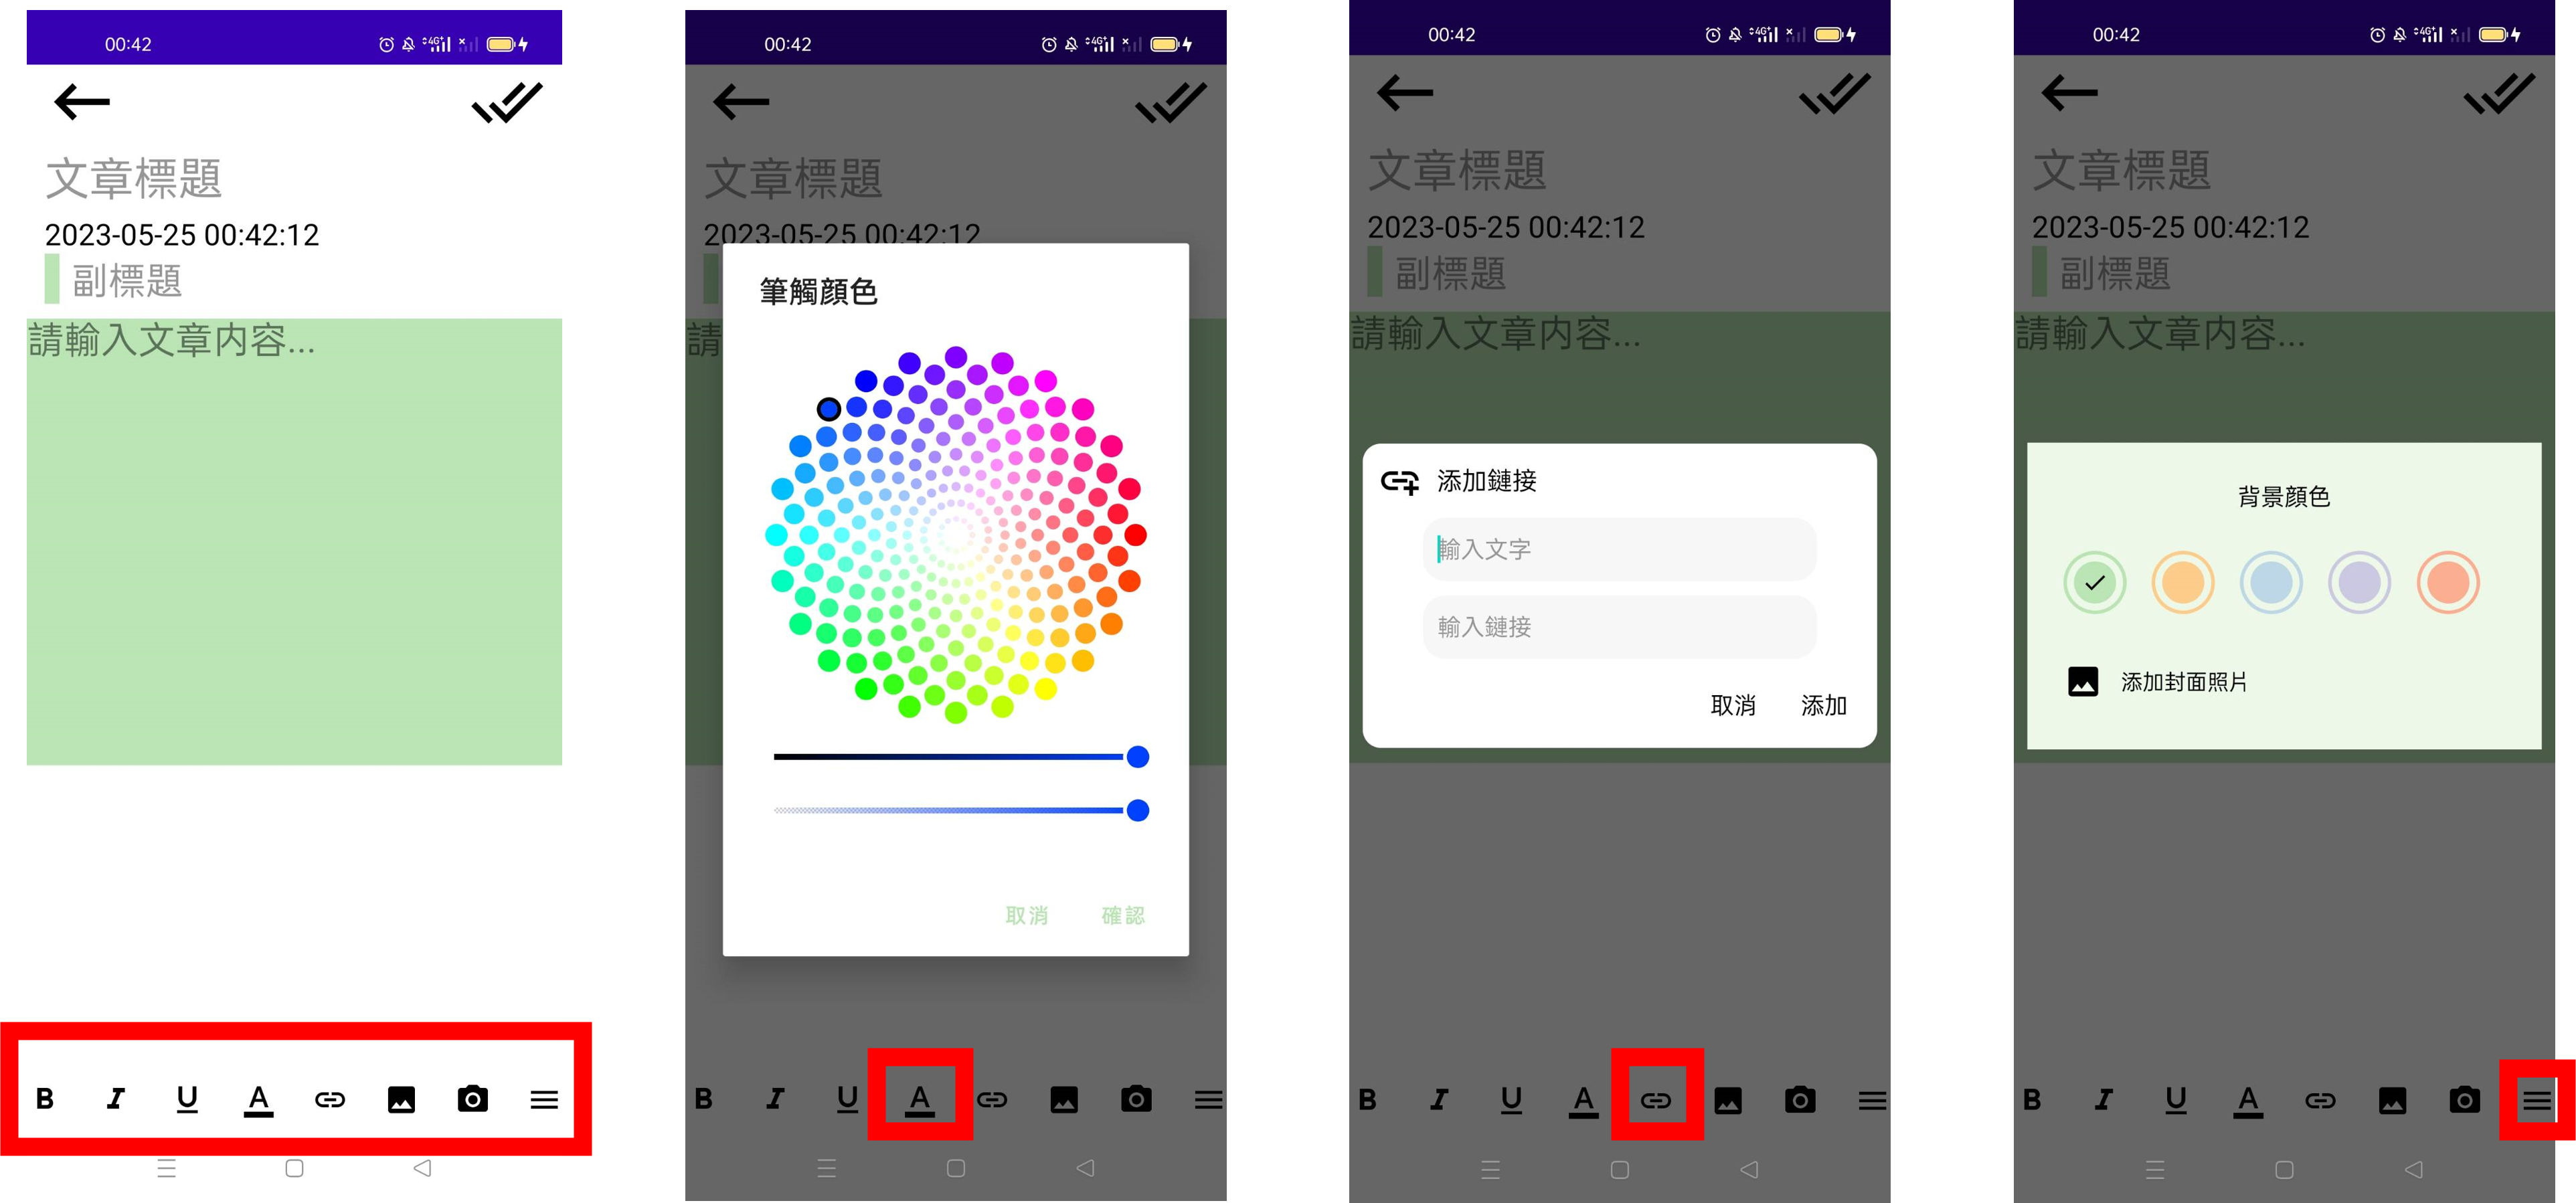 00:42
4G+
文章標題
2023-05-25 00:42:12
副標題
請輸入文章內容...
B I U A
00:42
4G+
文章標題
2023-05-25 00:42:12
請
筆觸顏色
取消 確認
B I U A
00:42
4G+
文章標題
2023-05-25 00:42:12
副標題
請輸入文章內容...
添加鏈接
輸入文字
輸入鏈接
取消 添加
B I U A
00:42
4G+
文章標題
2023-05-25 00:42:12
副標題
請輸入文章內容...
背景顏色
添加封面照片
B I U A